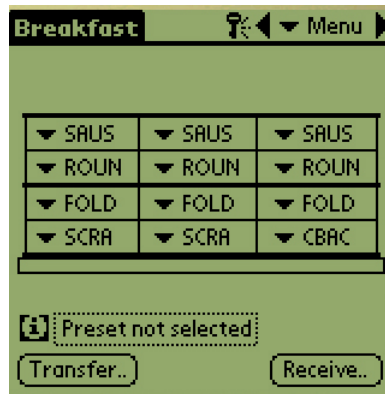 Breakfast Menu
SAUS SAUS SAUS
ROUN ROUN ROUN
FOLD FOLD FOLD
SCRA SCRA CBAC
Preset not selected
Transfer.. Receive..